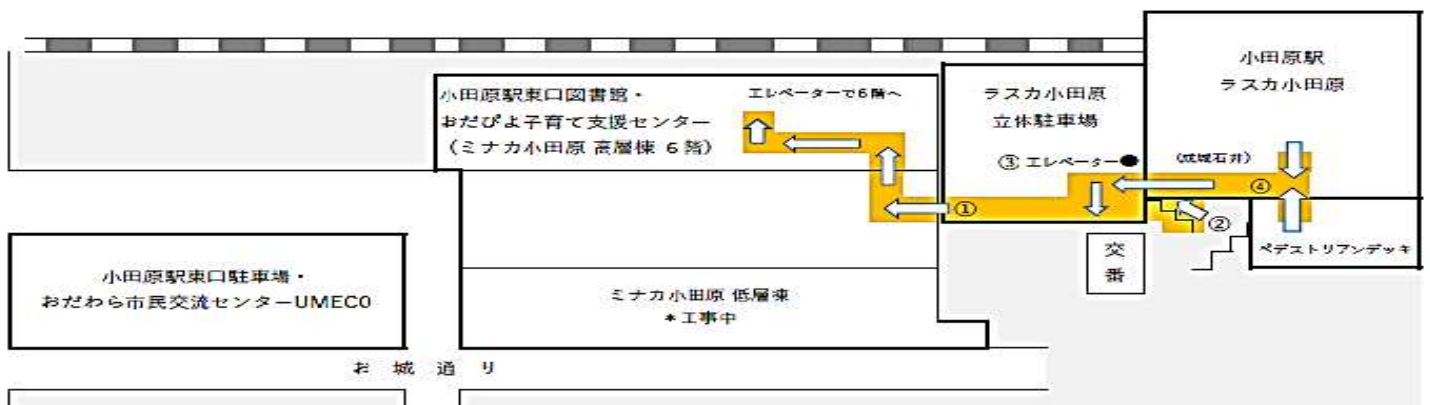 小田原駅
ラスカ小田原
小田原駅東口図書館・
おだぴよ子育て支援センター
(ミナカ小田原 高層棟 6 階)
エレベーターで6階へ
ラスカ小田原
立体駐車場
③ エレベーター●
(成城石井)
④
①
②
交
番
ペデストリアンデッキ
小田原駅東口駐車場・
おだわら市民交流センターUMECO
ミナカ小田原 低層棟
*工事中
お 城 通 り